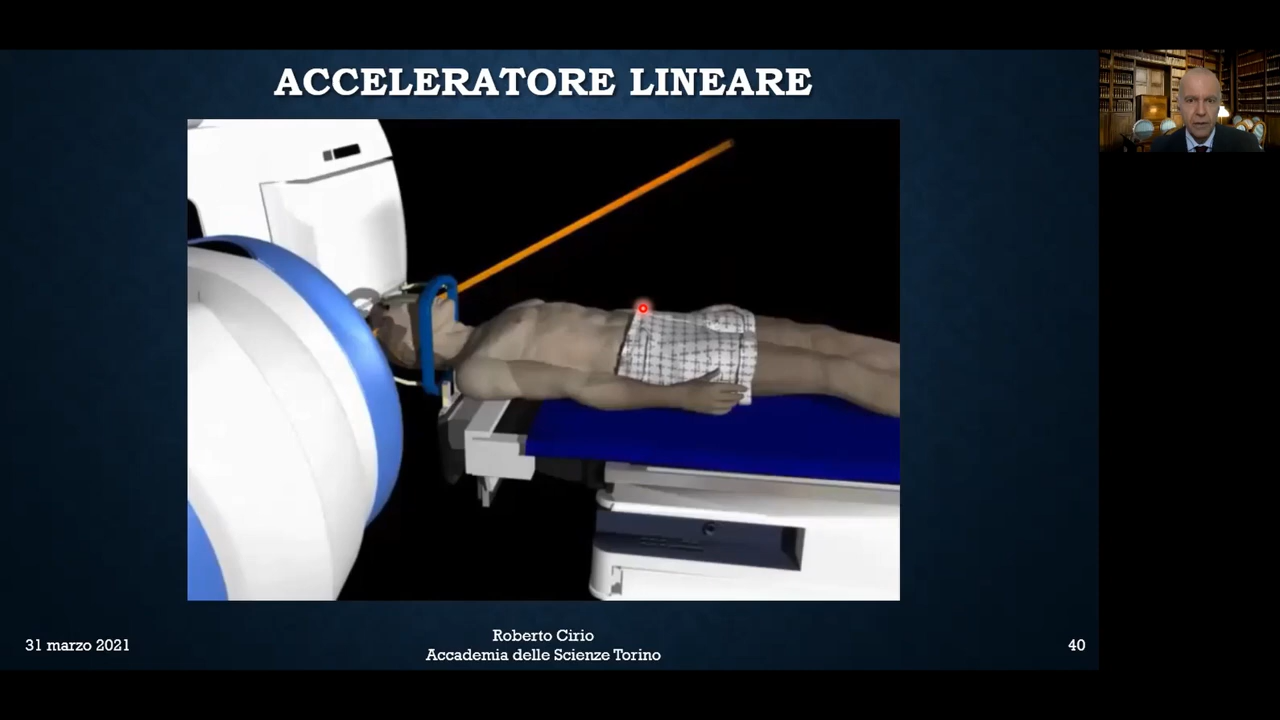 ACCELERATORE LINEARE
31 marzo 2021
Roberto Cirio
Accademia delle Scienze Torino
40